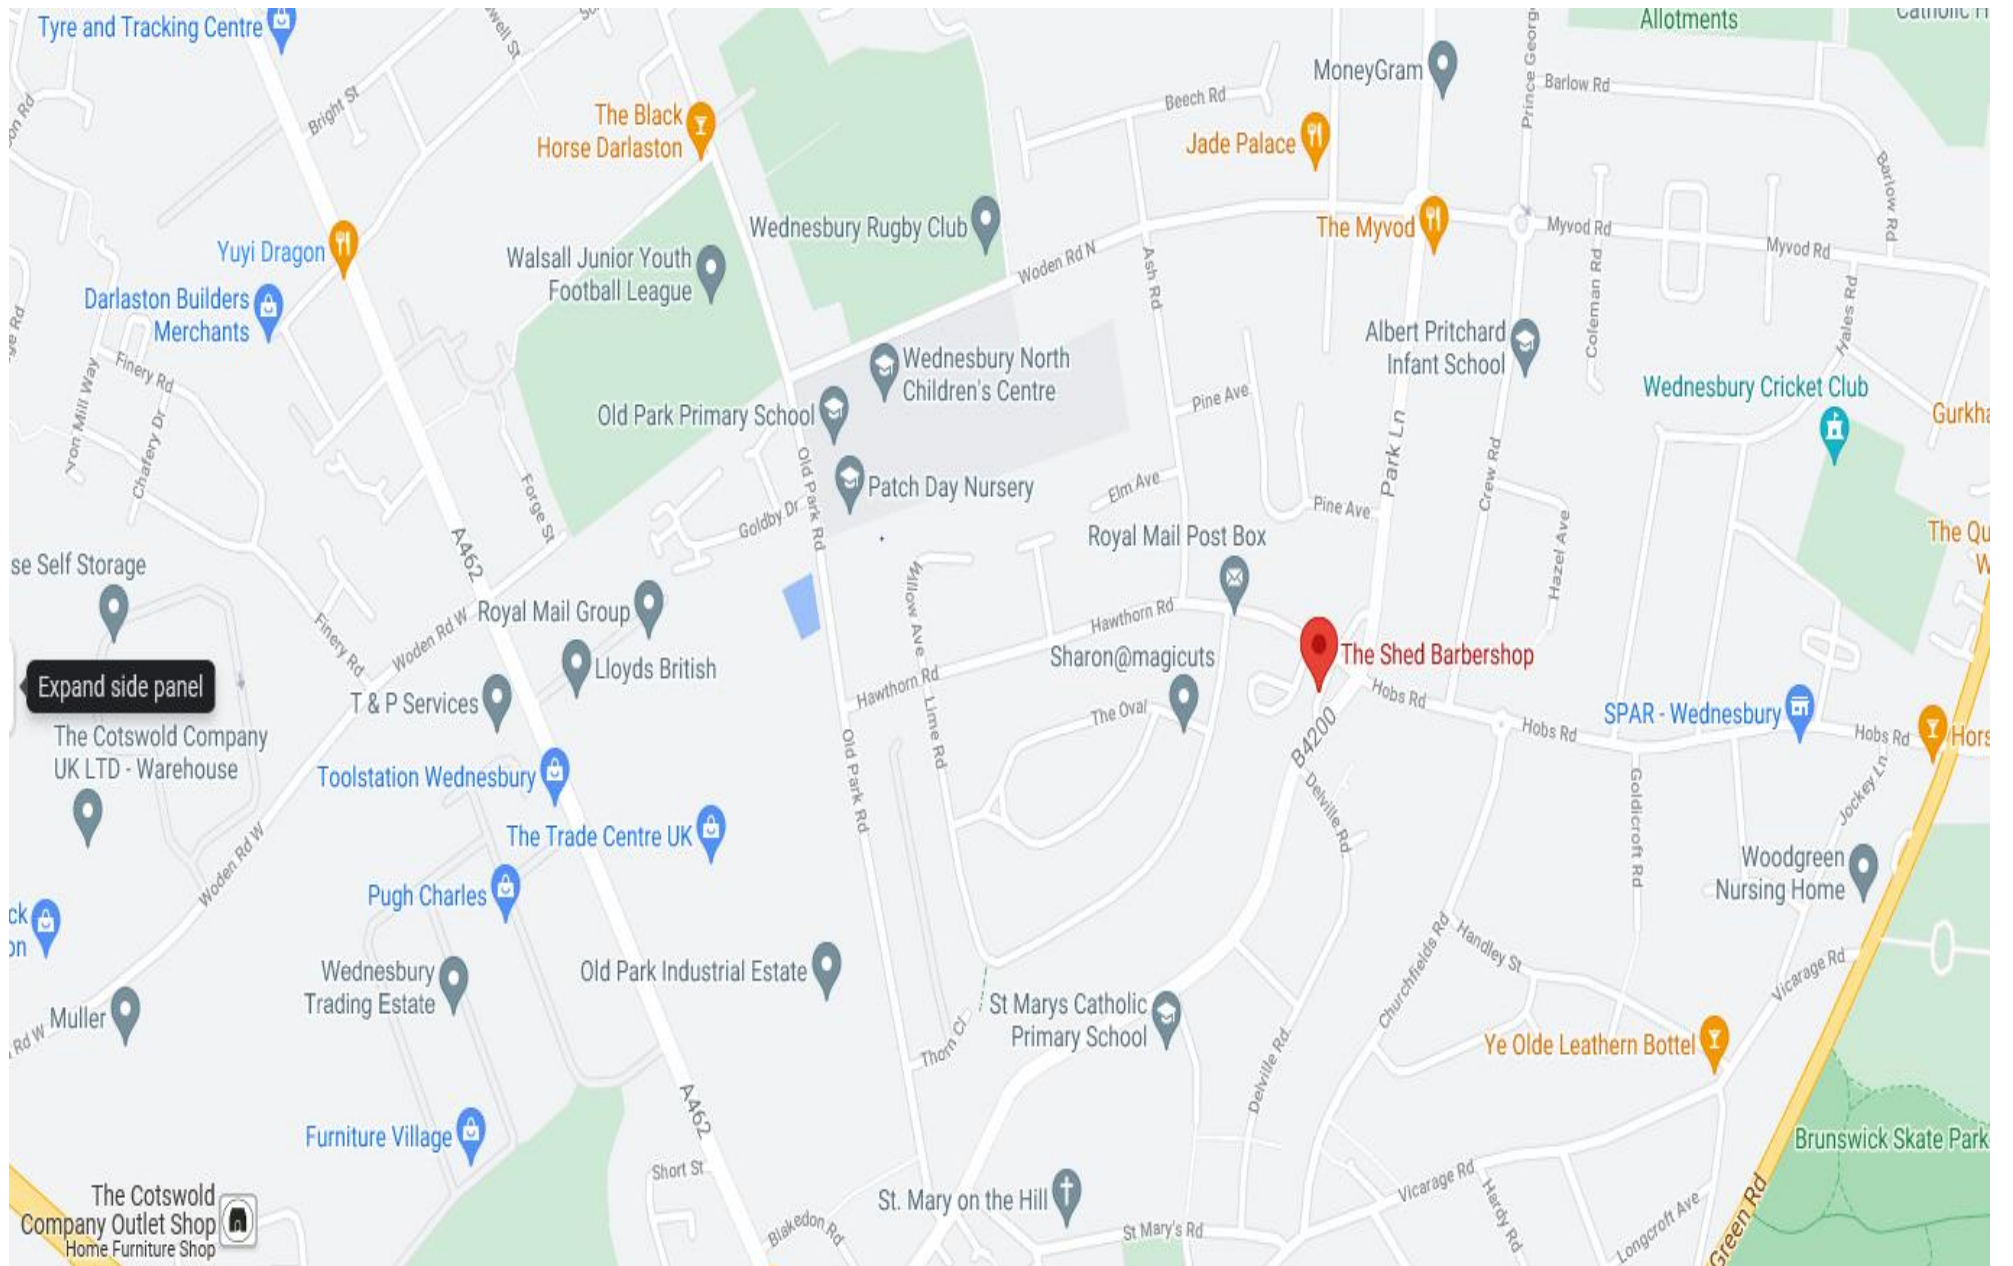 Tyre and Tracking Centre
Allotments
MoneyGram
Prince Georg
Barlow Rd
Bright St
The Black
Horse Darlaston
Beech Rd
Jade Palace
Barlow Rd
Yuyi Dragon
Wednesbury Rugby Club
The Myvod
Myvod Rd
Myvod Rd
Walsall Junior Youth
Football League
Woden Rd N
Ash Rd
Coleman Rd
Hales Rd
Darlaston Builders
Merchants
Albert Pritchard
Infant School
Finery Rd
Wednesbury North
Children's Centre
Wednesbury Cricket Club
Pine Ave
Old Park Primary School
Gurkha
Chafery Dr
Park Ln
Crew Rd
Old Park Rd
Patch Day Nursery
Elm Ave
Pine Ave
Forge St
Goldby Dr
Hazel Ave
A462
Royal Mail Post Box
The Qu
W
se Self Storage
Willow Ave
Royal Mail Group
Hawthorn Rd
Finery Rd
Woden Rd W
Sharon@magicuts
The Shed Barbershop
Lloyds British
Expand side panel
Hawthorn Rd
Hobs Rd
T & P Services
Lime Rd
The Oval
SPAR - Wednesbury
Hobs Rd
Hobs Rd
Hors
The Cotswold Company
UK LTD - Warehouse
B4200
Old Park Rd
Toolstation Wednesbury
Delville Rd
Goldicroft Rd
Jockey Ln
The Trade Centre UK
Woden Rd W
Woodgreen
Nursing Home
Pugh Charles
ck
on
Churchfields Rd
Handley St
Wednesbury
Trading Estate
Old Park Industrial Estate
Vicarage Rd
St Marys Catholic
Primary School
Muller
Rd W
Thorn Cl
Ye Olde Leathern Bottel
Delville Rd
A462
Furniture Village
Brunswick Skate Park
Short St
Vicarage Rd
St. Mary on the Hill
Hardy Rd
The Cotswold
Company Outlet Shop
Home Furniture Shop
Blakedon Rd
St Mary's Rd
Longcroft Ave
Green Rd